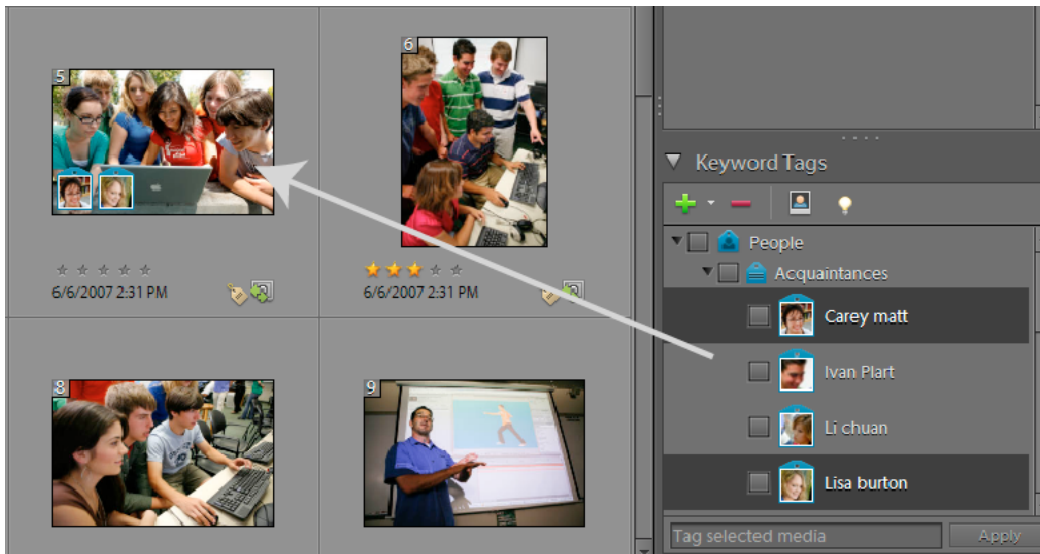 5
6
6/6/2007 2:31 PM
6/6/2007 2:31 PM
8
9
Keyword Tags
People
Acquaintances
Carey matt
Ivan Plart
Li chuan
Lisa burton
Tag selected media
Apply